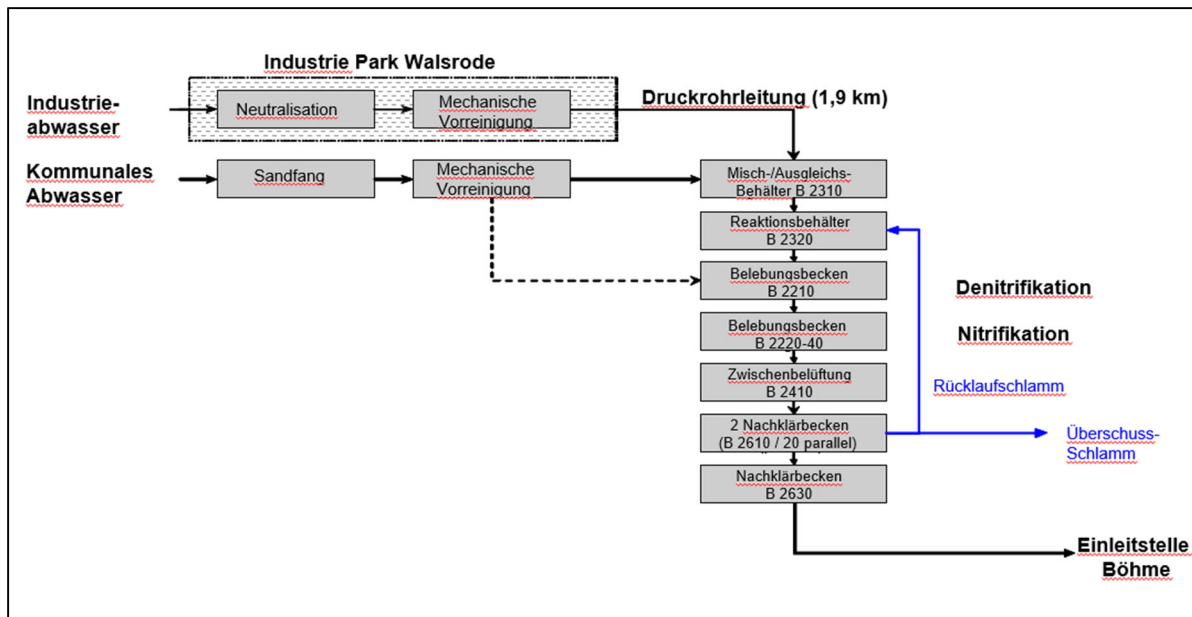 Industrie Park Walsrode
Industrie-
abwasser
Neutralisation
Mechanische
Vorreinigung
Druckrohrleitung (1,9 km)
Kommunales
Abwasser
Sandfang
Mechanische
Vorreinigung
Misch-/Ausgleichs-
Behälter B 2310
Reaktionsbehälter
B 2320
Belebungsbecken
B 2210
Denitrifikation
Belebungsbecken
B 2220-40
Nitrifikation
Zwischenbelüftung
B 2410
Rücklaufschlamm
2 Nachklärbecken
(B 2610 / 20 parallel)
Überschuss-
Schlamm
Nachklärbecken
B 2630
Einleitstelle
Böhme